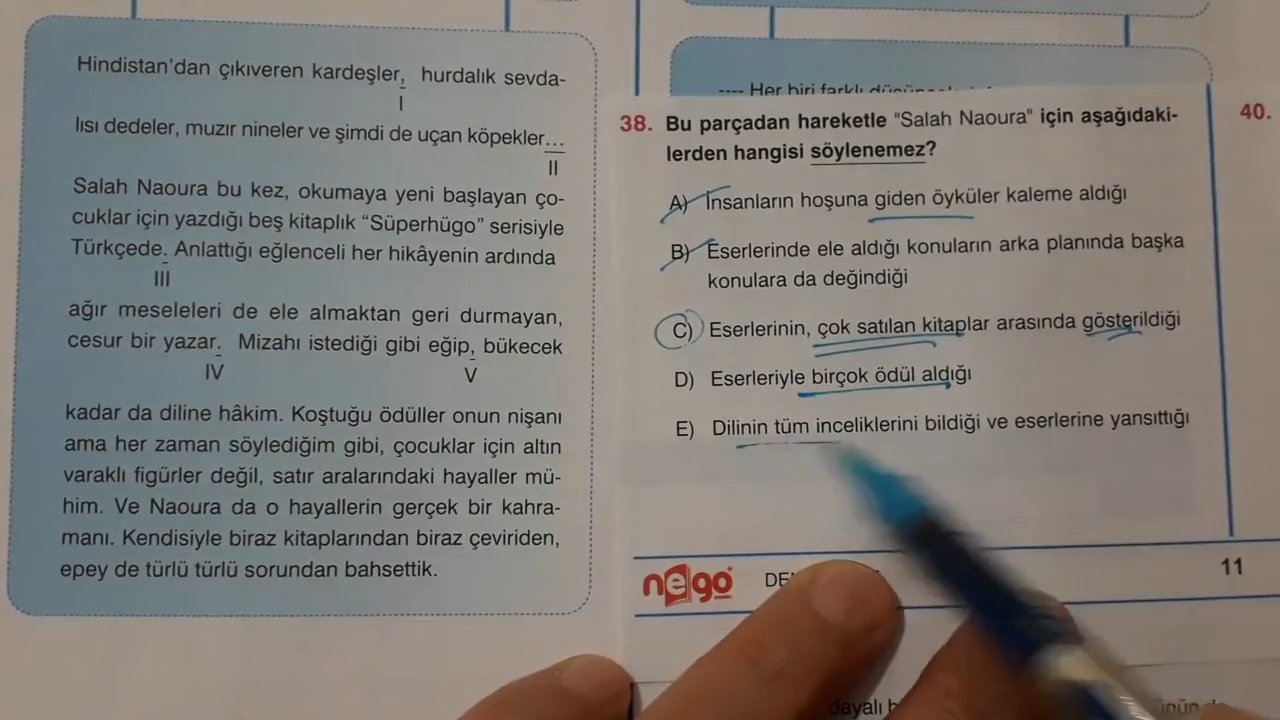 Hindistan’dan çıkıveren kardeşler, hurdalık sevda-
I
lısı dedeler, muzır nineler ve şimdi de uçan köpekler...
II
Salah Naoura bu kez, okumaya yeni başlayan ço-
cuklar için yazdığı beş kitaplık “Süperhügo” serisiyle
Türkçede. Anlattığı eğlenceli her hikâyenin ardında
III
ağır meseleleri de ele almaktan geri durmayan,
cesur bir yazar. Mizahı istediği gibi eğip, bükecek
IV V
kadar da diline hâkim. Koştuğu ödüller onun nişanı
ama her zaman söylediğim gibi, çocuklar için altın
varaklı figürler değil, satır aralarındaki hayaller mü-
him. Ve Naoura da o hayallerin gerçek bir kahra-
manı. Kendisiyle biraz kitaplarından biraz çeviriden,
epey de türlü türlü sorundan bahsettik.
---- Her biri farklı
38. Bu parçadan hareketle "Salah Naoura" için aşağıdaki-
lerden hangisi söylenemez?
A) İnsanların hoşuna giden öyküler kaleme aldığı
B) Eserlerinde ele aldığı konuların arka planında başka
konulara da değindiği
C) Eserlerinin, çok satılan kitaplar arasında gösterildiği
D) Eserleriyle birçok ödül aldığı
E) Dilinin tüm inceliklerini bildiği ve eserlerine yansıttığı
nego
11
40.
dayalı